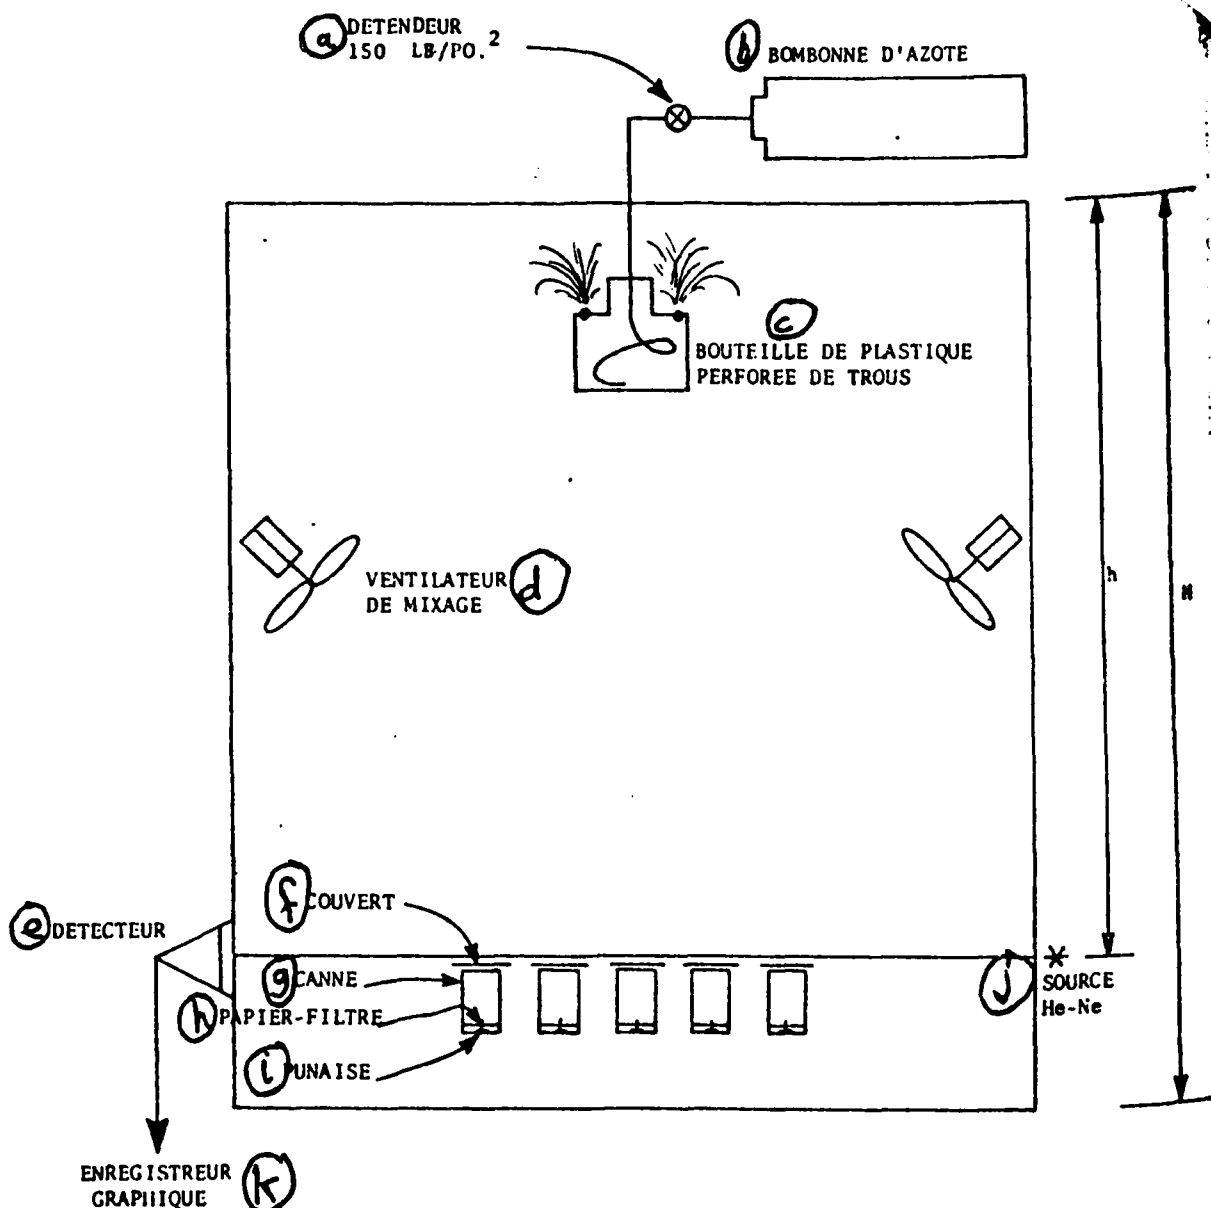 a DETENDEUR
150 LB/PO.²
b BOMBONNE D'AZOTE
c
BOUTEILLE DE PLASTIQUE
PERFOREE DE TROUS
VENTILATEUR d
DE MIXAGE
h
H
f COUVERT
e DETECTEUR
g CANNE
h PAPIER-FILTRE
i PUNAISE
j SOURCE
He-Ne
ENREGISTREUR k
GRAPHIQUE